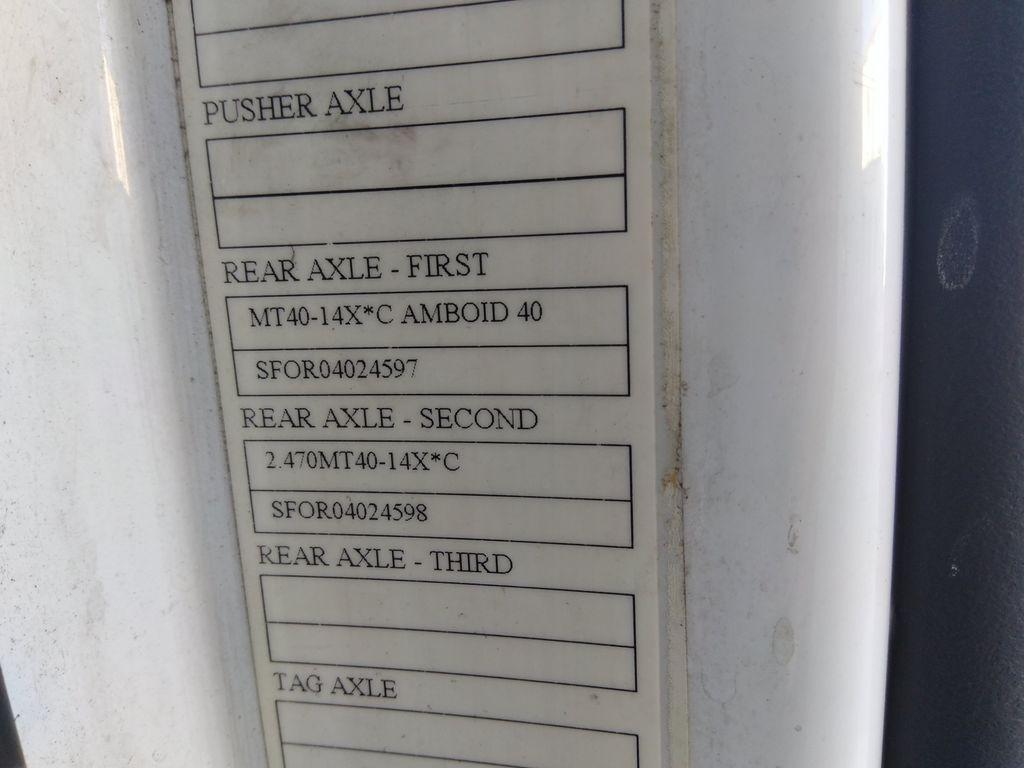 PUSHER AXLE
REAR AXLE - FIRST
MT40-14X*C AMBOID 40
SFOR04024597
REAR AXLE - SECOND
2.470MT40-14X*C
SFOR04024598
REAR AXLE - THIRD
TAG AXLE